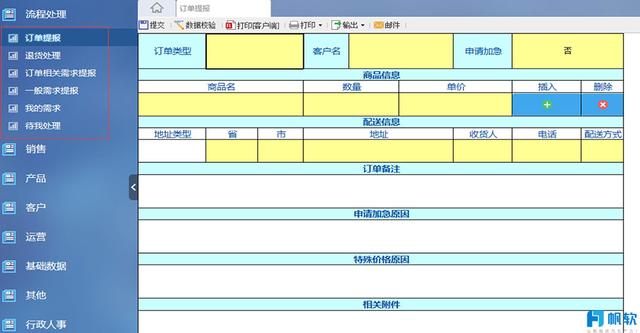 流程处理
订单提报
退货处理
订单相关需求提报
一般需求提报
我的需求
待我处理
销售
产品
客户
运营
基础数据
其他
行政人事
订单提报
提交 数据校验 打印[客户端] 打印 输出 邮件
订单类型 客户名 申请加急 否
商品信息
商品名 数量 单价 插入 删除
配送信息
地址类型 省 市 地址 收货人 电话 配送方式
订单备注
申请加急原因
特殊价格原因
相关附件
帆软